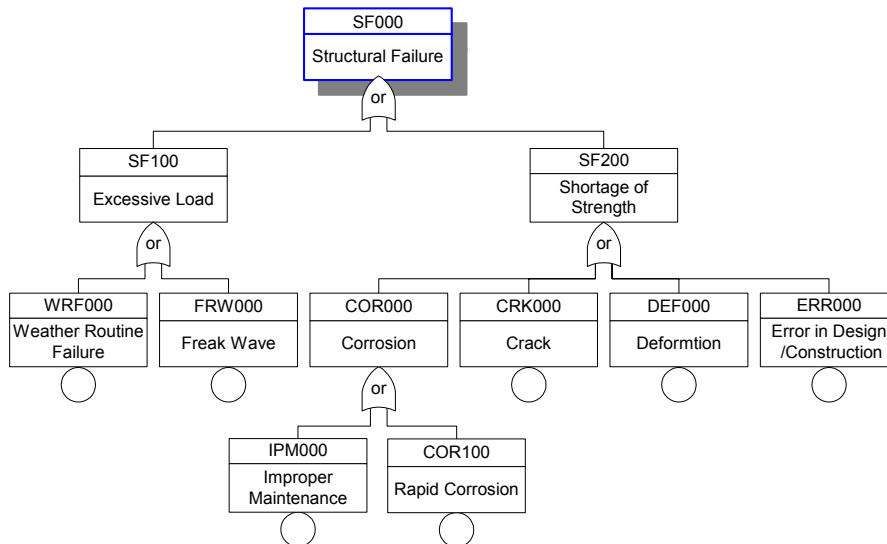 SF000
Structural Failure
or
SF100
Excessive Load
SF200
Shortage of
Strength
or
or
WRF000
Weather Routine
Failure
FRW000
Freak Wave
COR000
Corrosion
CRK000
Crack
DEF000
Deformtion
ERR000
Error in Design
/Construction
or
IPM000
Improper
Maintenance
COR100
Rapid Corrosion